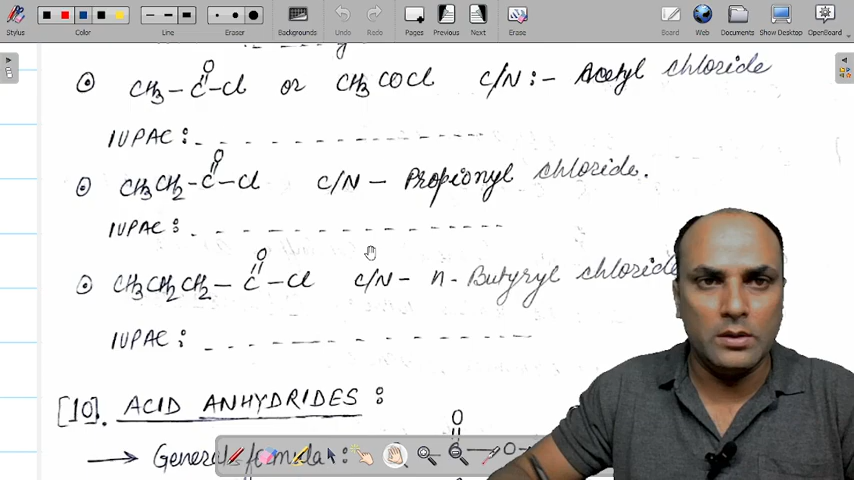 Stylus Line Eraser Backgrounds Undo Redo Pages Previous Next Erase Board Web Documents Show Desktop OpenBoard
O
CH3 - C - Cl or CH3COCl C/N :- Acetyl chloride
IUPAC :
O
CH3CH2 - C - Cl C/N - Propionyl chloride.
IUPAC :
O
CH3CH2CH2 - C - Cl C/N - n-Butyryl chloride
IUPAC :
[10]. ACID ANHYDRIDES :
O
→ General formula : C - O -